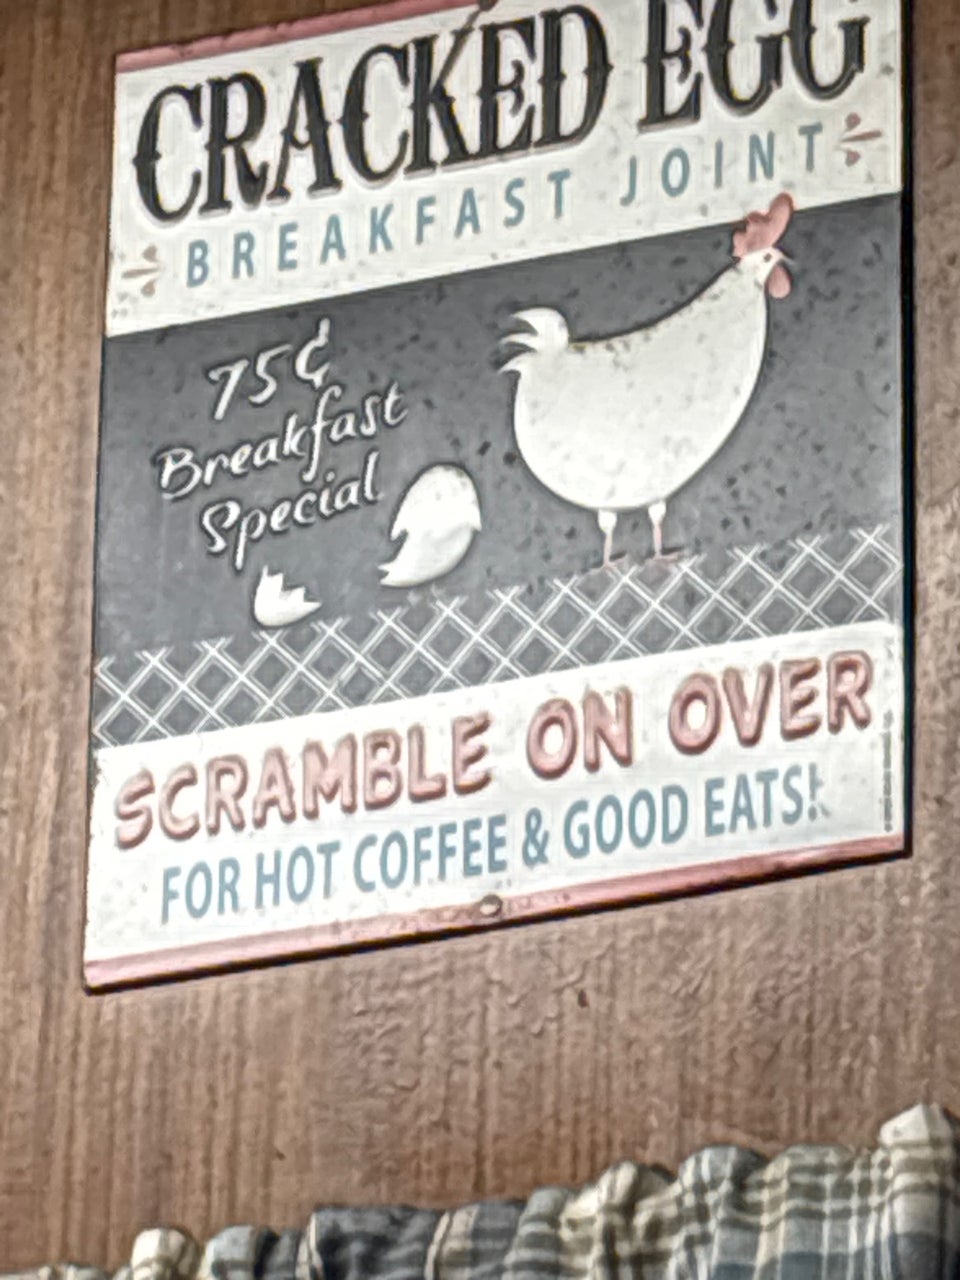 CRACKED EGG
BREAKFAST JOINT
75¢
Breakfast
Special
SCRAMBLE ON OVER
FOR HOT COFFEE & GOOD EATS!